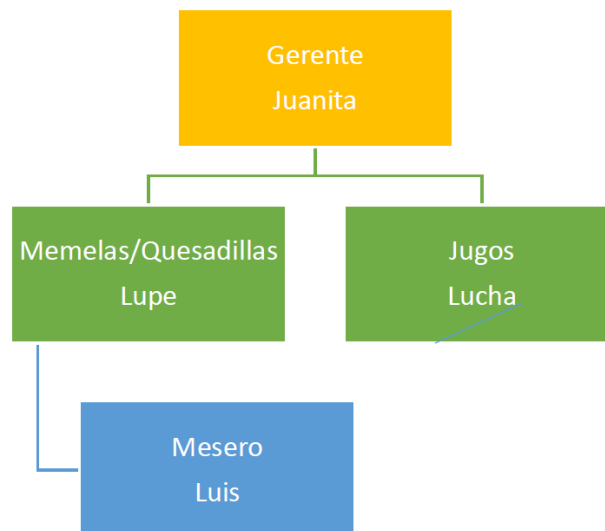 Gerente
Juanita
Memelas/Quesadillas
Lupe
Jugos
Lucha
Mesero
Luis